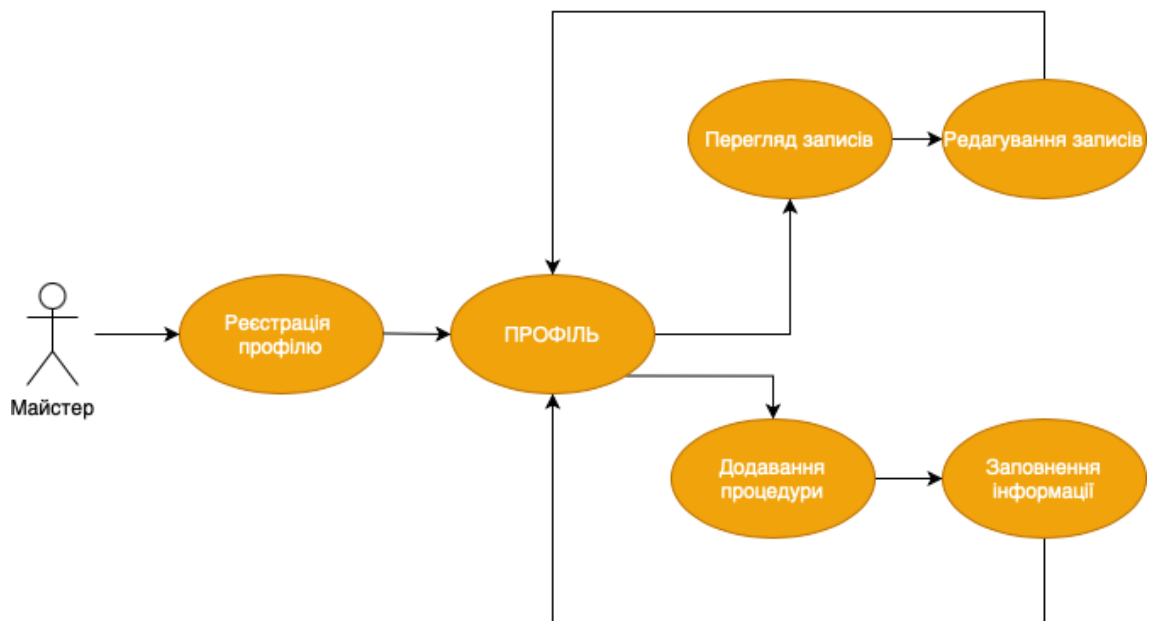 Перегляд записів
Редагування записів
Реєстрація
профілю
ПРОФІЛЬ
Майстер
Додавання
процедури
Заповнення
інформації